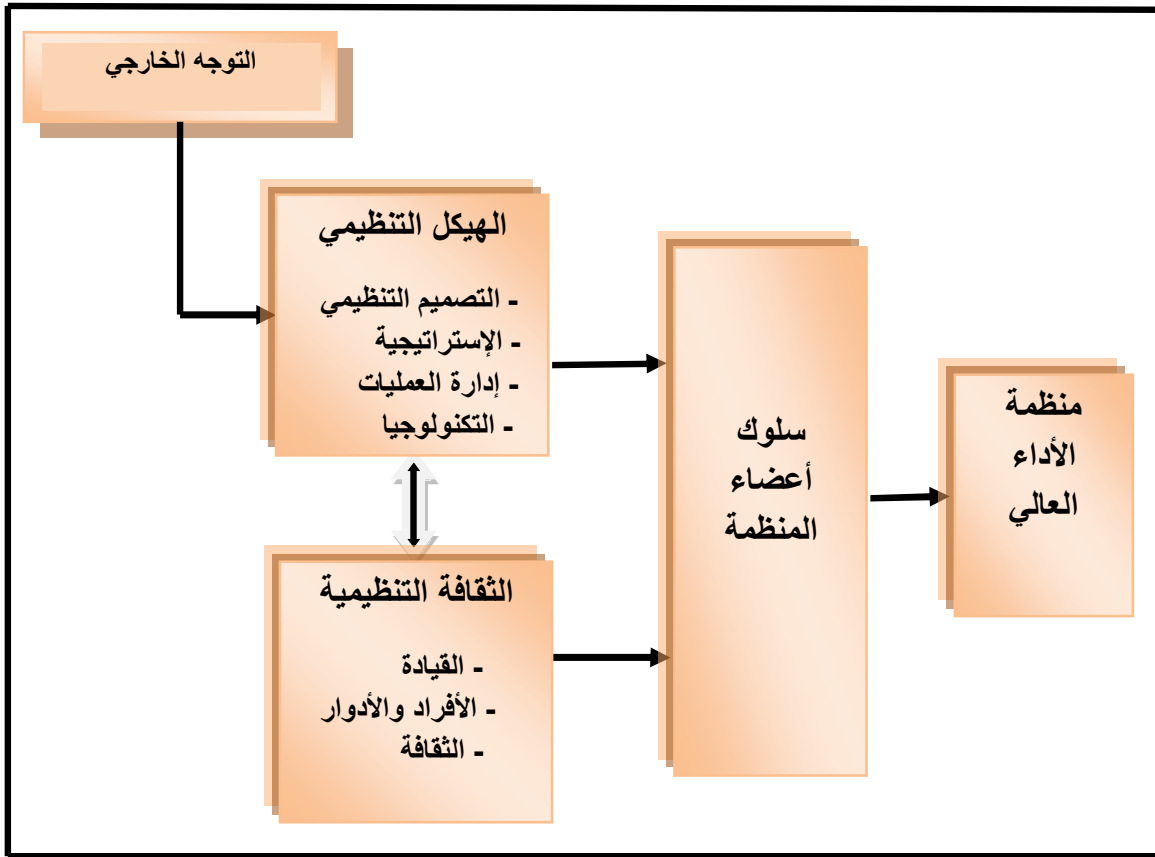 التوجه الخارجي
الهيكل التنظيمي
- التصميم التنظيمي
- الإستراتيجية
- إدارة العمليات
- التكنولوجيا
الثقافة التنظيمية
- القيادة
- الأفراد والأدوار
- الثقافة
سلوك
أعضاء
المنظمة
منظمة
الأداء
العالي